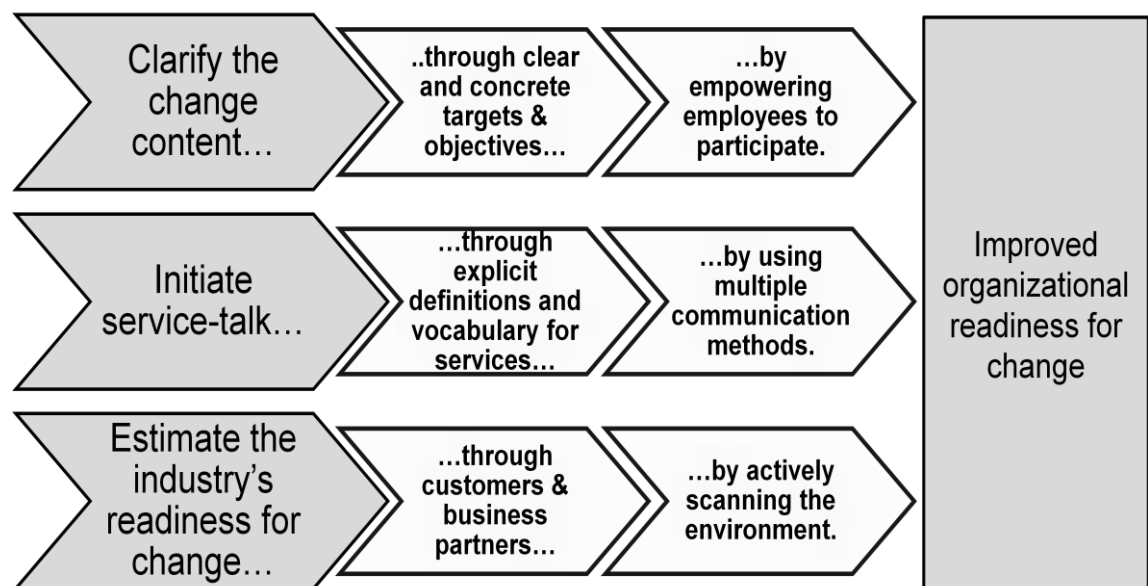 Clarify the
change
content…
..through clear
and concrete
targets &
objectives…
…by
empowering
employees to
participate.
Initiate
service-talk…
…through
explicit
definitions and
vocabulary for
services…
…by using
multiple
communication
methods.
Estimate the
industry’s
readiness for
change…
…through
customers &
business
partners…
…by actively
scanning the
environment.
Improved
organizational
readiness for
change